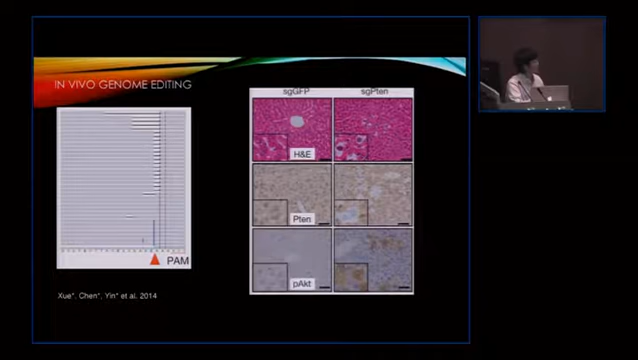 IN VIVO GENOME EDITING
sgGFP
sgPten
H&E
Pten
pAkt
PAM
Xue*, Chen*, Yin* et al. 2014